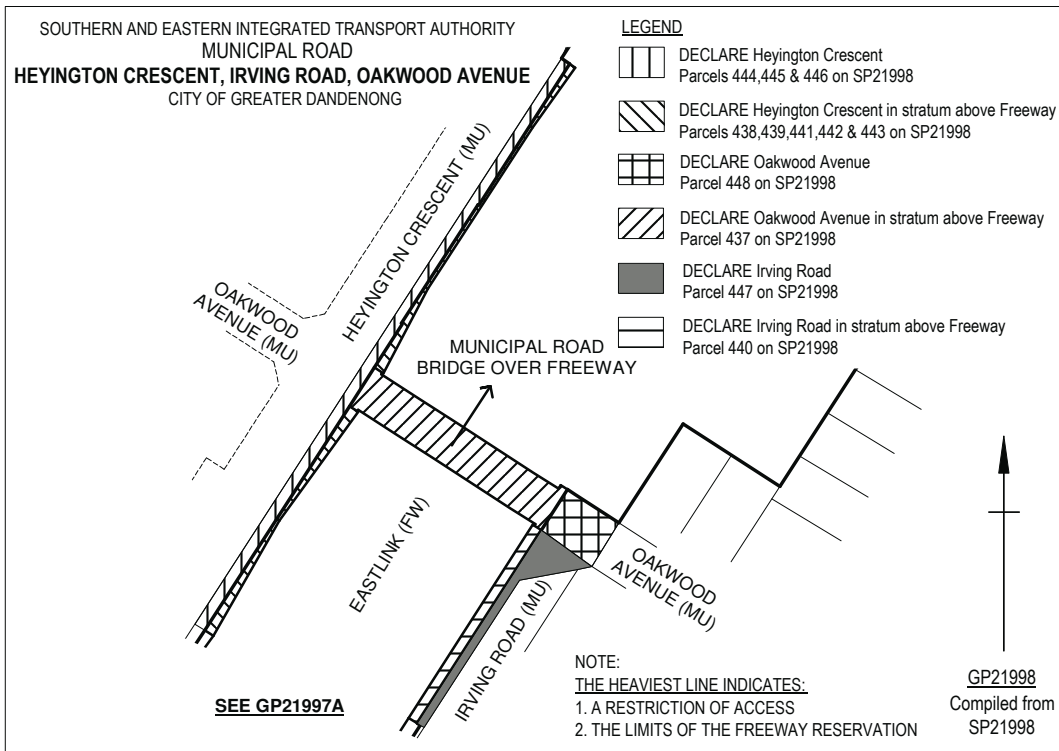 SOUTHERN AND EASTERN INTEGRATED TRANSPORT AUTHORITY
MUNICIPAL ROAD
HEYINGTON CRESCENT, IRVING ROAD, OAKWOOD AVENUE
CITY OF GREATER DANDENONG
LEGEND
DECLARE Heyington Crescent
Parcels 444,445 & 446 on SP21998
DECLARE Heyington Crescent in stratum above Freeway
Parcels 438,439,441,442 & 443 on SP21998
DECLARE Oakwood Avenue
Parcel 448 on SP21998
DECLARE Oakwood Avenue in stratum above Freeway
Parcel 437 on SP21998
DECLARE Irving Road
Parcel 447 on SP21998
DECLARE Irving Road in stratum above Freeway
Parcel 440 on SP21998
HEYINGTON CRESCENT (MU)
OAKWOOD
AVENUE (MU)
MUNICIPAL ROAD
BRIDGE OVER FREEWAY
EASTLINK (FW)
IRVING ROAD (MU)
OAKWOOD
AVENUE (MU)
SEE GP21997A
NOTE:
THE HEAVIEST LINE INDICATES:
1. A RESTRICTION OF ACCESS
2. THE LIMITS OF THE FREEWAY RESERVATION
GP21998
Compiled from
SP21998